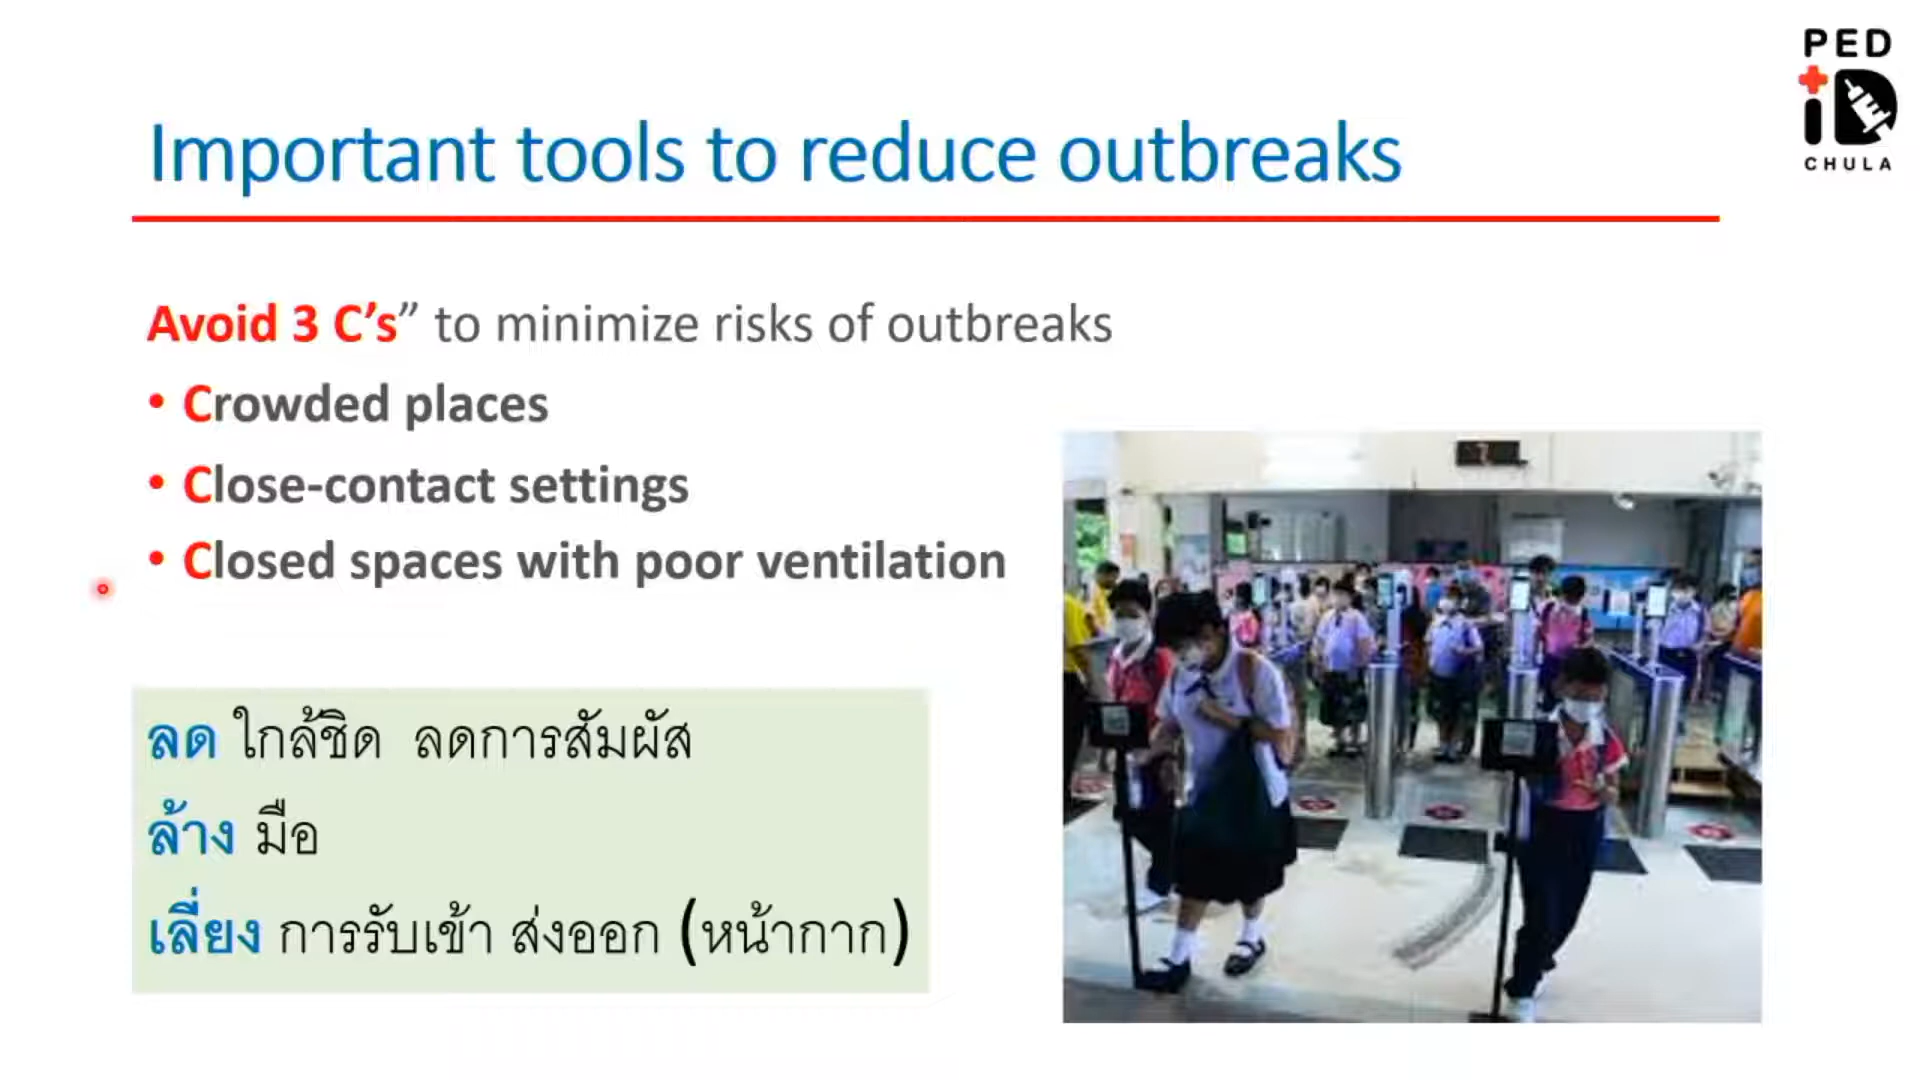 PED
iD
CHULA
Important tools to reduce outbreaks
Avoid 3 C’s” to minimize risks of outbreaks
• Crowded places
• Close-contact settings
• Closed spaces with poor ventilation
ลด ใกล้ชิด ลดการสัมผัส
ล้าง มือ
เลี่ยง การรับเข้า ส่งออก (หน้ากาก)